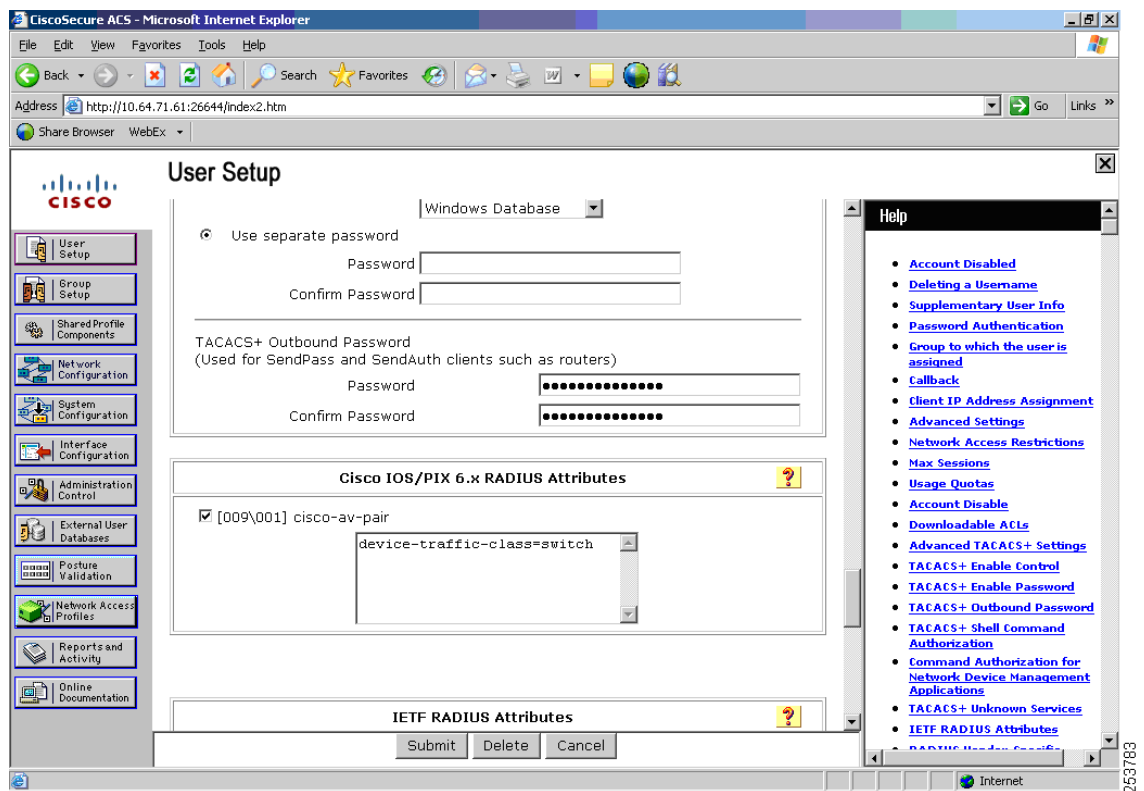 CiscoSecure ACS - Microsoft Internet Explorer
File Edit View Favorites Tools Help
Back Search Favorites
Address http://10.64.71.61:26644/index2.htm Go Links »
Share Browser WebEx
CISCO
User Setup
User
Setup
Group
Setup
Shared Profile
Components
Network
Configuration
System
Configuration
Interface
Configuration
Administration
Control
External User
Databases
Posture
Validation
Network Access
Profiles
Reports and
Activity
Online
Documentation
Windows Database
Use separate password
Password
Confirm Password
TACACS+ Outbound Password
(Used for SendPass and SendAuth clients such as routers)
Password ●●●●●●●●●●●●●●
Confirm Password ●●●●●●●●●●●●●●
Cisco IOS/PIX 6.x RADIUS Attributes ?
[009\001] cisco-av-pair
device-traffic-class=switch
IETF RADIUS Attributes ?
Submit Delete Cancel
Help
Account Disabled
Deleting a Username
Supplementary User Info
Password Authentication
Group to which the user is
assigned
Callback
Client IP Address Assignment
Advanced Settings
Network Access Restrictions
Max Sessions
Usage Quotas
Account Disable
Downloadable ACLs
Advanced TACACS+ Settings
TACACS+ Enable Control
TACACS+ Enable Password
TACACS+ Outbound Password
TACACS+ Shell Command
Authorization
Command Authorization for
Network Device Management
Applications
TACACS+ Unknown Services
IETF RADIUS Attributes
Internet
253783